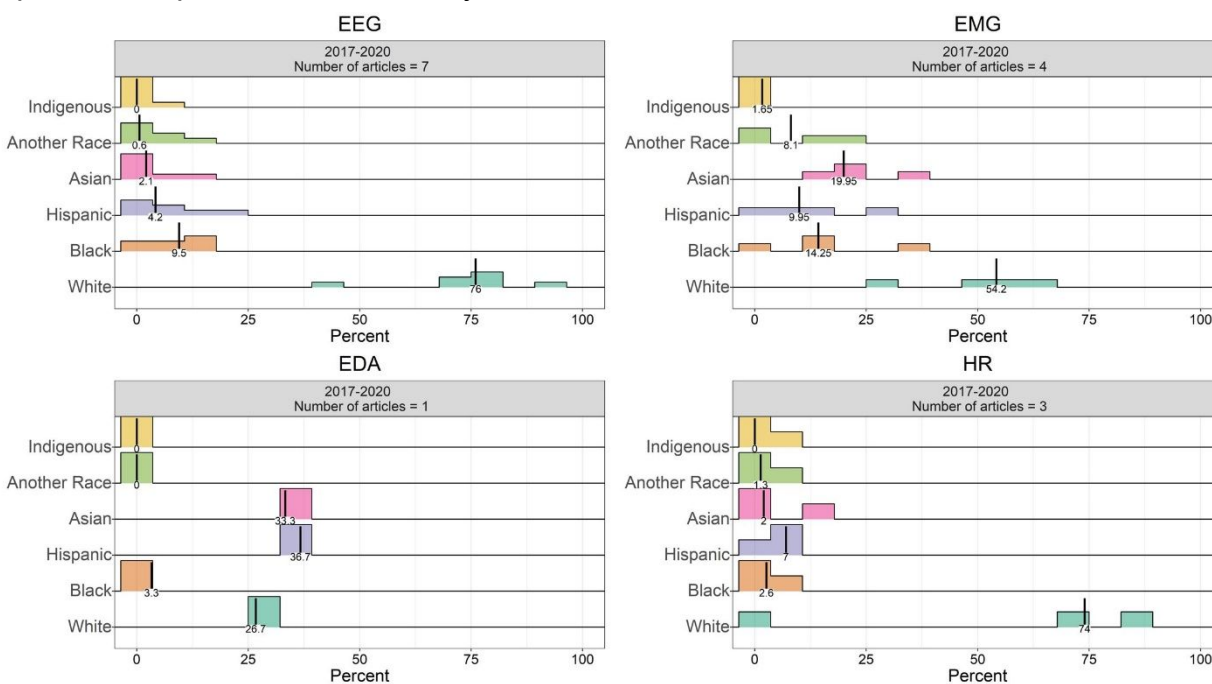 EEG
2017-2020
Number of articles = 7
Indigenous
0
Another Race
0.6
Asian
2.1
Hispanic
4.2
Black
9.5
White
76
0 25 50 75 100
Percent
EMG
2017-2020
Number of articles = 4
Indigenous
1.65
Another Race
8.1
Asian
19.95
Hispanic
9.95
Black
14.25
White
54.2
0 25 50 75 100
Percent
EDA
2017-2020
Number of articles = 1
Indigenous
0
Another Race
0
Asian
33.3
Hispanic
36.7
Black
3.3
White
26.7
0 25 50 75 100
Percent
HR
2017-2020
Number of articles = 3
Indigenous
0
Another Race
1.3
Asian
2
Hispanic
7
Black
2.6
White
74
0 25 50 75 100
Percent